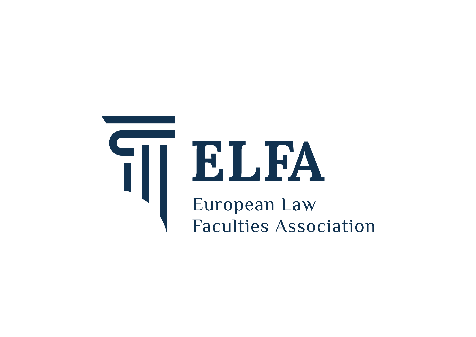 ELFA
European Law
Faculties Association